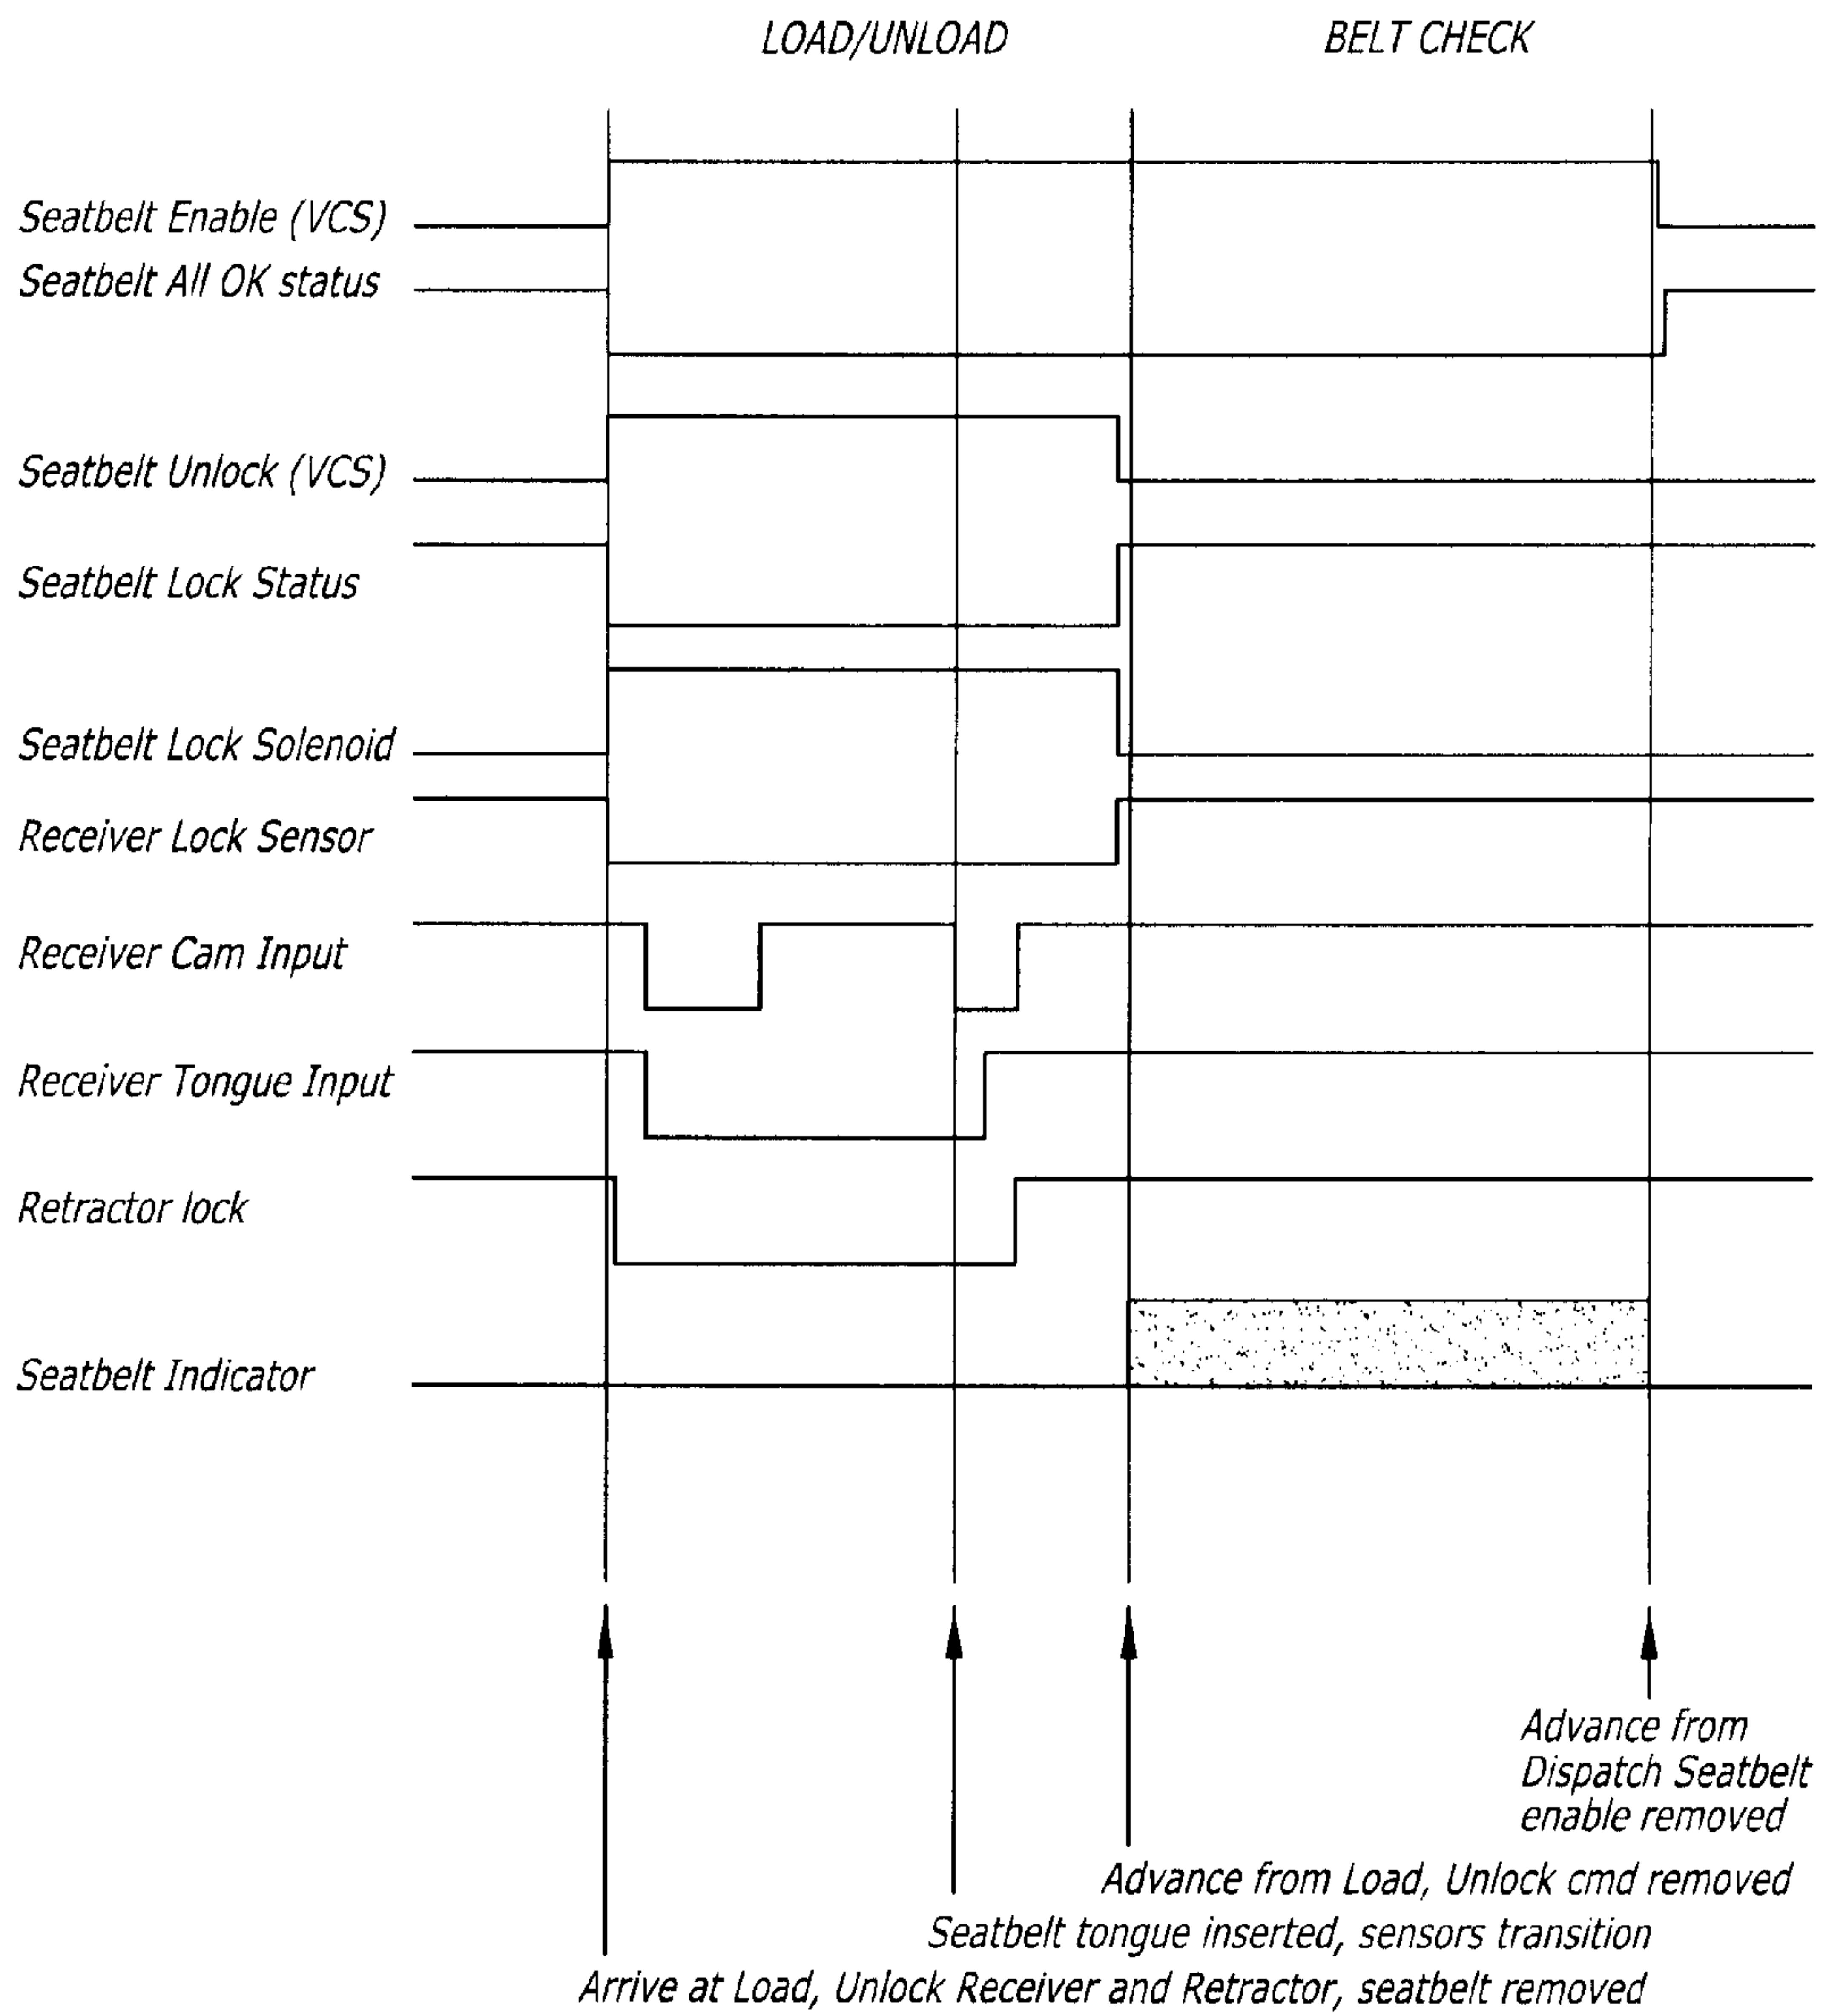 LOAD/UNLOAD
BELT CHECK
Seatbelt Enable (VCS)
Seatbelt All OK status
Seatbelt Unlock (VCS)
Seatbelt Lock Status
Seatbelt Lock Solenoid
Receiver Lock Sensor
Receiver Cam Input
Receiver Tongue Input
Retractor lock
Seatbelt Indicator
Advance from
Dispatch Seatbelt
enable removed
Advance from Load, Unlock cmd removed
Seatbelt tongue inserted, sensors transition
Arrive at Load, Unlock Receiver and Retractor, seatbelt removed